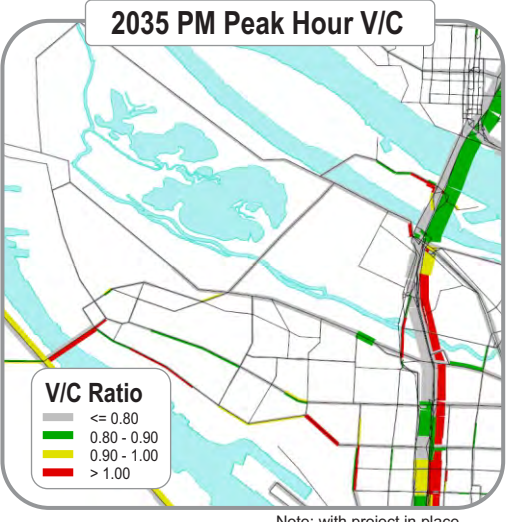 2035 PM Peak Hour V/C
V/C Ratio
<= 0.80
0.80 - 0.90
0.90 - 1.00
> 1.00
Note: with project in place